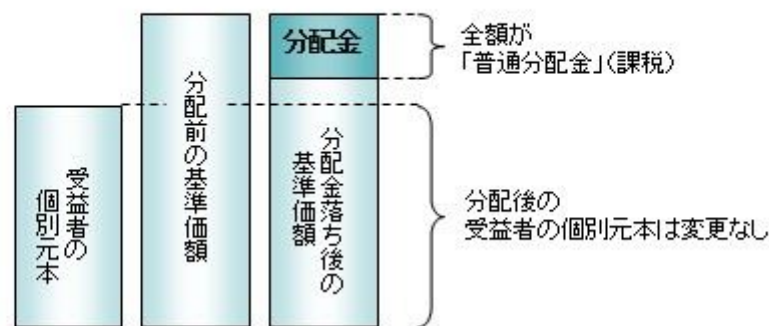 受益者の
個別元本
分配前の基準価額
分配金
分配金落ち後の
基準価額
全額が
「普通分配金」(課税)
分配後の
受益者の個別元本は変更なし